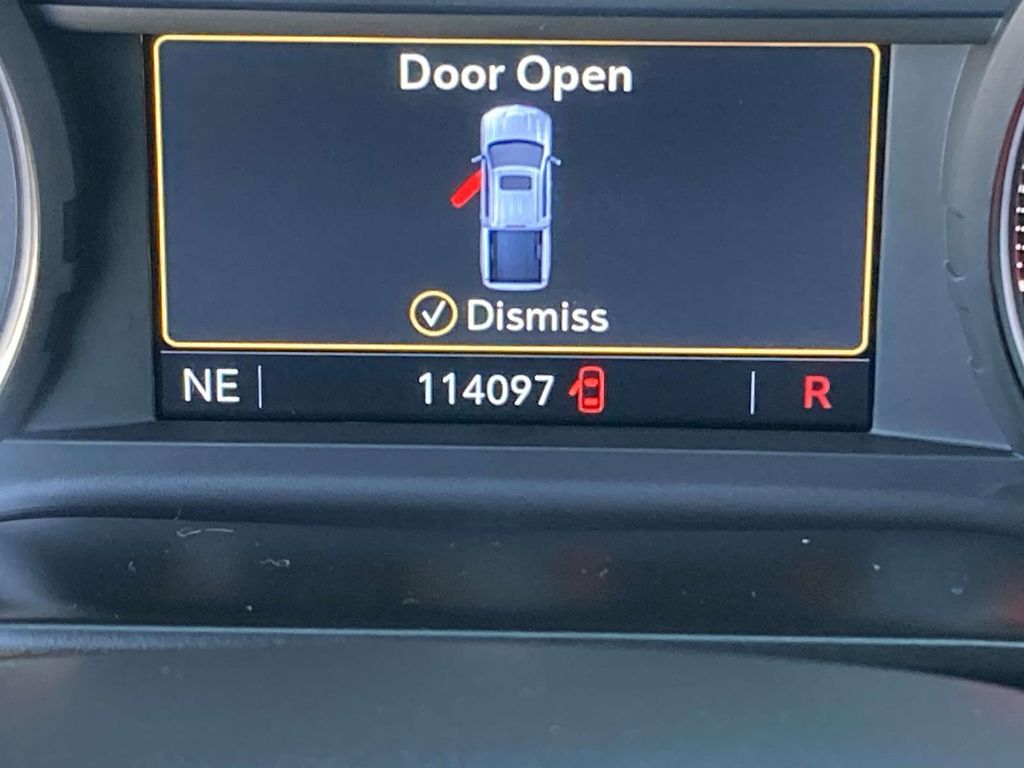 Door Open
Dismiss
NE 114097 R